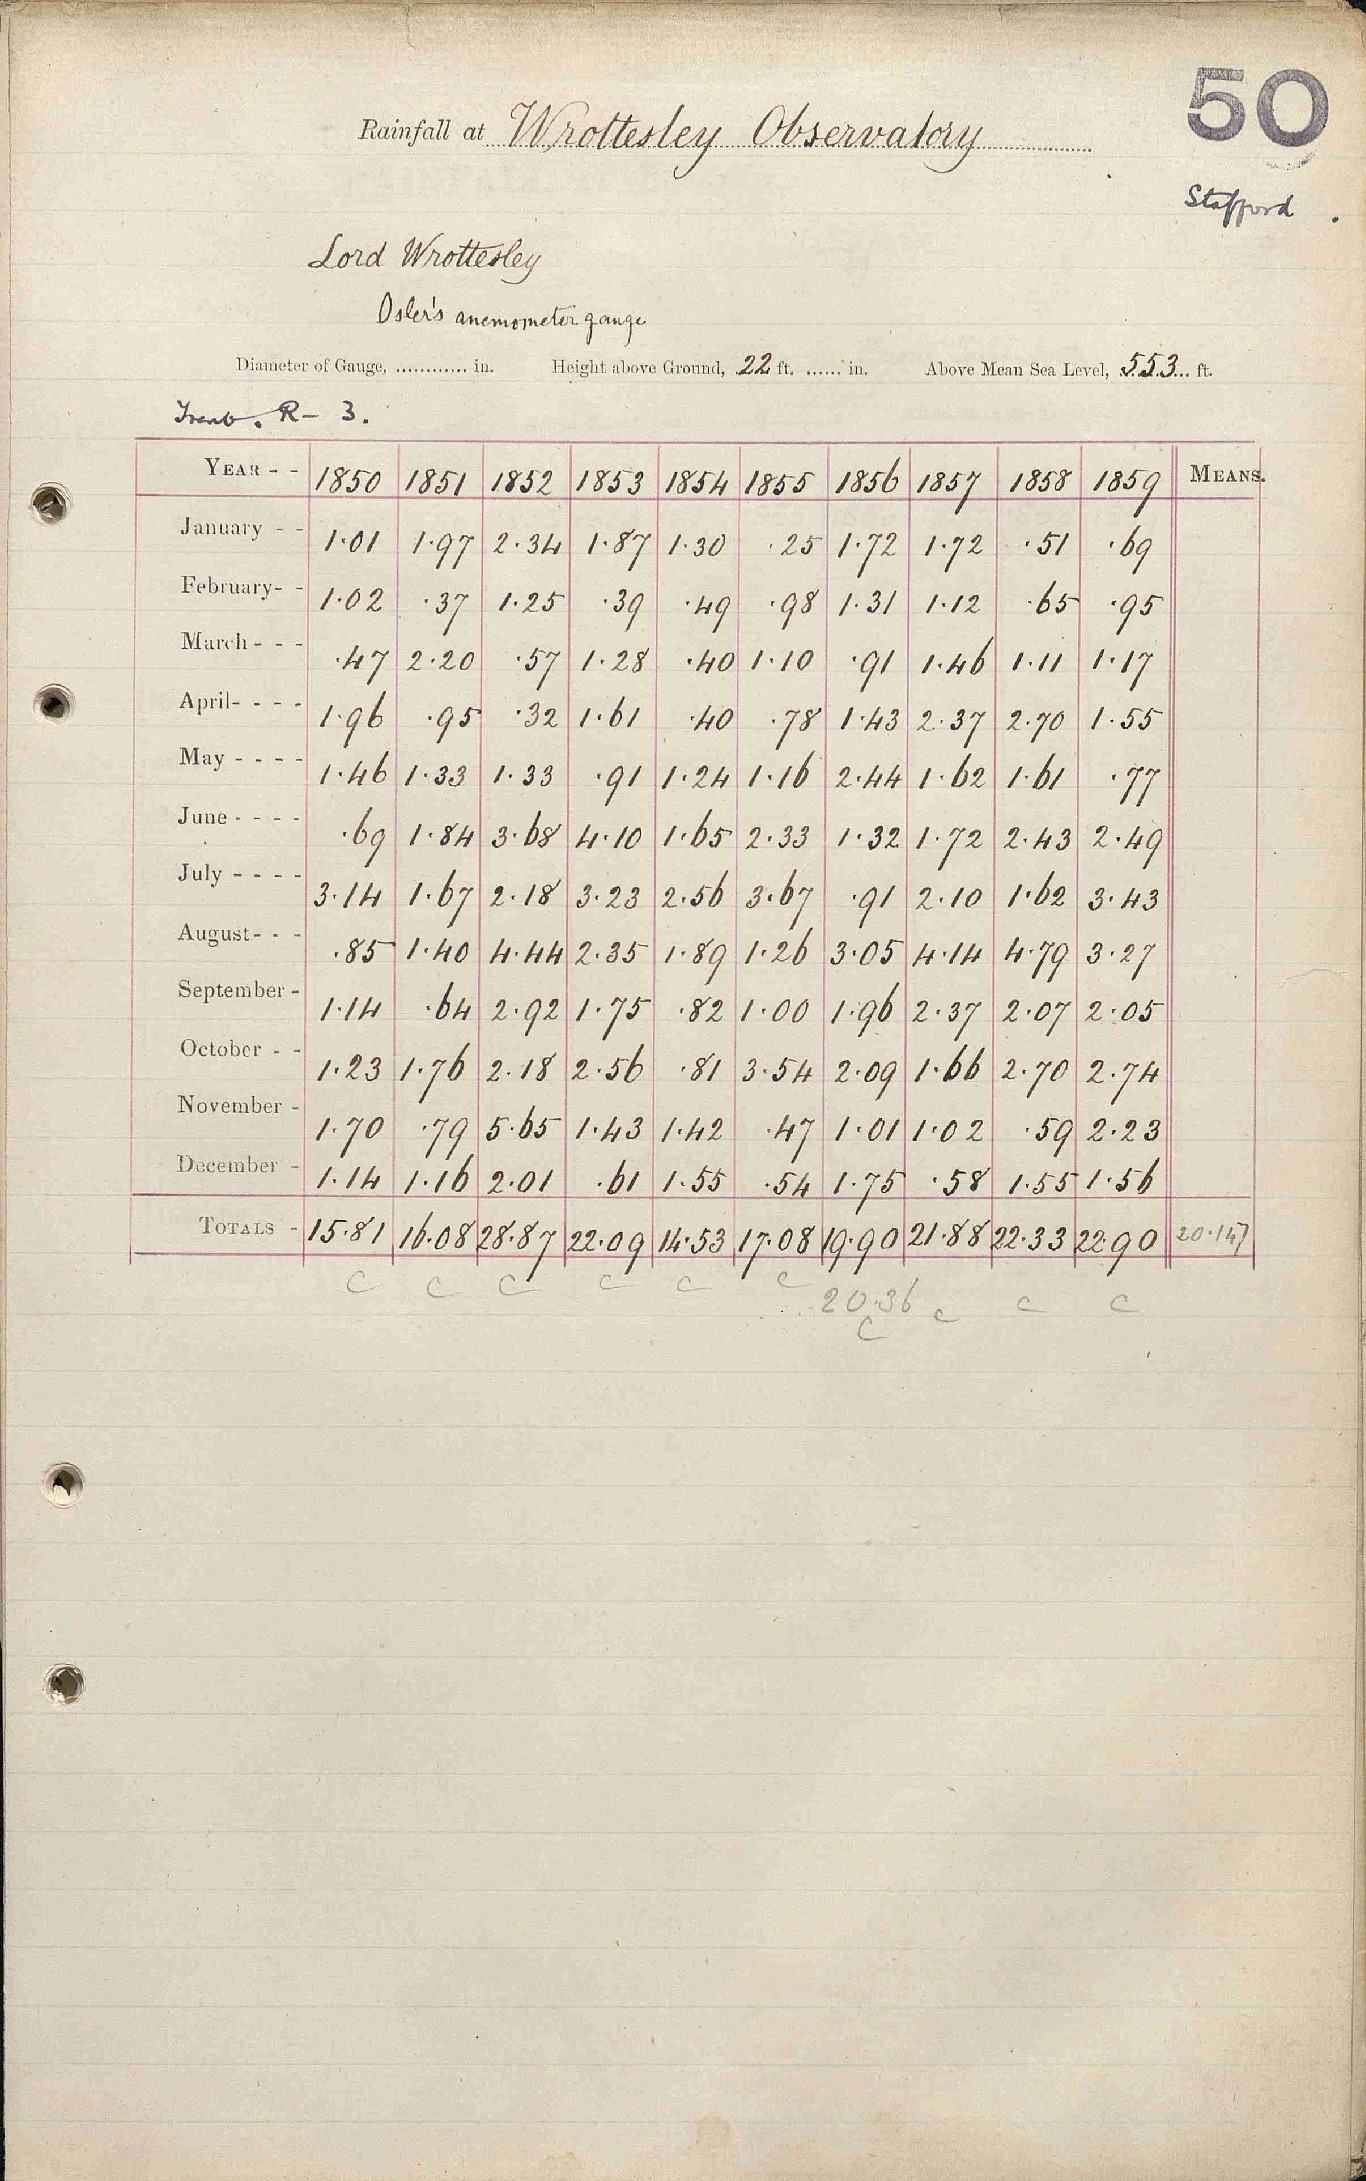 50
Rainfall at Wrottesley Observatory
Stafford.
Lord Wrottesley
Osler's anemometer gauge
Diameter of Gauge, ............ in. Height above Ground, 22 ft. ...... in. Above Mean Sea Level, 553 ft.
Trent. R- 3.
YEAR - - 1850 1851 1852 1853 1854 1855 1856 1857 1858 1859 MEANS.
January - - 1.01 1.97 2.34 1.87 1.30 .25 1.72 1.72 .51 .69
February- - 1.02 .37 1.25 .39 .49 .98 1.31 1.12 .65 .95
March - - - .47 2.20 .57 1.28 .40 1.10 .91 1.46 1.11 1.17
April- - - - 1.96 .95 .32 1.61 .40 .78 1.43 2.37 2.70 1.55
May - - - - 1.46 1.33 1.33 .91 1.24 1.16 2.44 1.62 1.61 .77
June - - - - .69 1.84 3.68 4.10 1.65 2.33 1.32 1.72 2.43 2.49
July - - - - 3.14 1.67 2.18 3.23 2.56 3.67 .91 2.10 1.62 3.43
August- - - .85 1.40 4.44 2.35 1.89 1.26 3.05 4.14 4.79 3.27
September - 1.14 .64 2.92 1.75 .82 1.00 1.96 2.37 2.07 2.05
October - - 1.23 1.76 2.18 2.56 .81 3.54 2.09 1.66 2.70 2.74
November - 1.70 .79 5.65 1.43 1.42 .47 1.01 1.02 .59 2.23
December - 1.14 1.16 2.01 .61 1.55 .54 1.75 .58 1.55 1.56
TOTALS - 15.81 16.08 28.87 22.09 14.53 17.08 19.90 21.88 22.33 22.90 20.147
c c c c c c 20.36 c c c
c